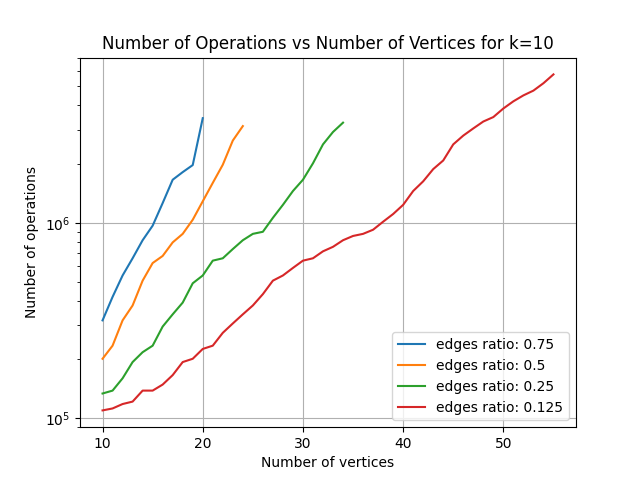 Number of Operations vs Number of Vertices for k=10
Number of operations
10⁶
10⁵
edges ratio: 0.75
edges ratio: 0.5
edges ratio: 0.25
edges ratio: 0.125
10 20 30 40 50
Number of vertices